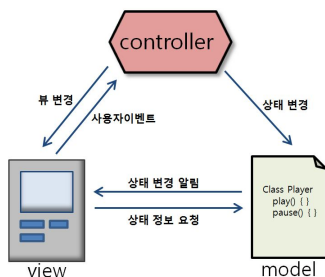 controller
뷰 변경
사용자이벤트
상태 변경
상태 변경 알림
상태 정보 요청
Class Player
play() { }
pause() { }
view
model